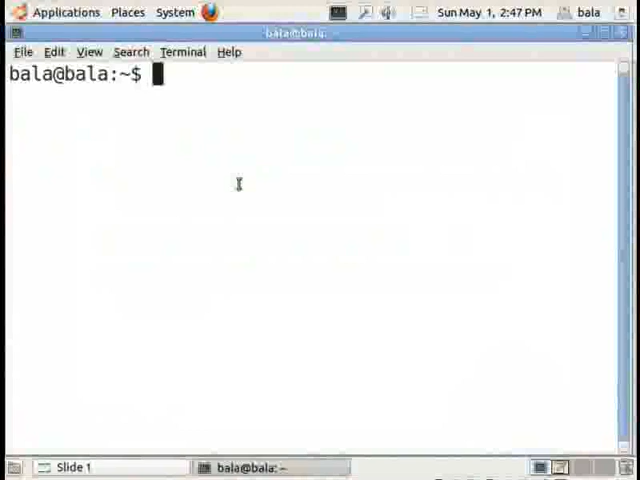 Applications Places System Sun May 1, 2:47 PM bala
bala@bala: ~
File Edit View Search Terminal Help
bala@bala:~$
Slide 1 bala@bala: ~